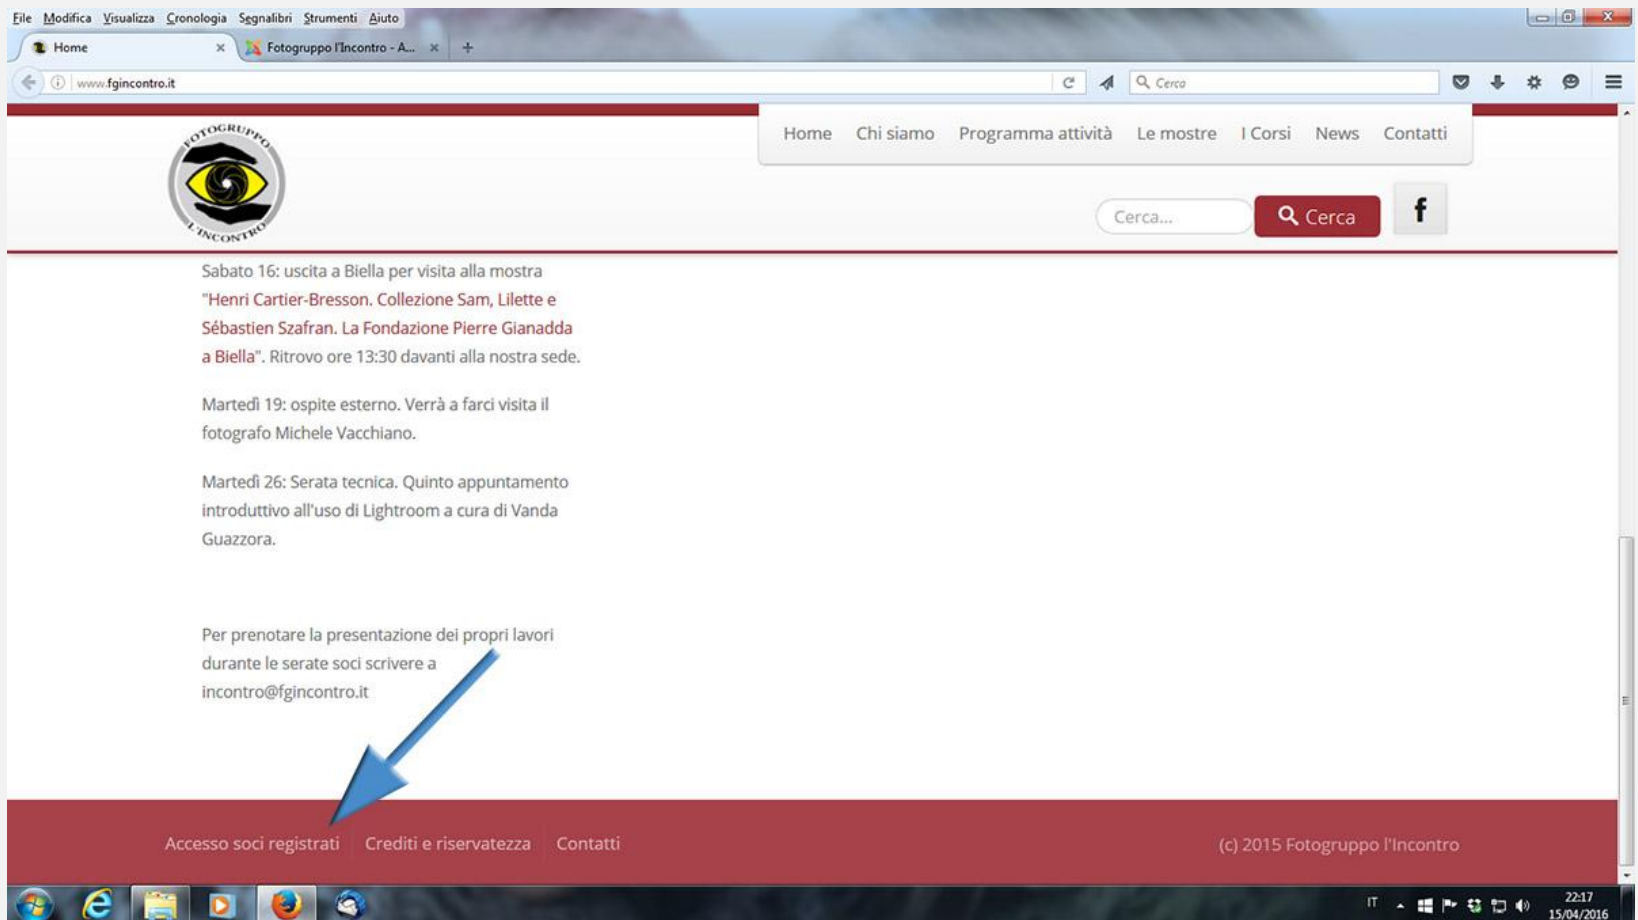 File Modifica Visualizza Cronologia Segnalibri Strumenti Aiuto
Home
Fotogruppo l'Incontro - A...
www.fgincontro.it
Cerca
FOTOGRUPPO
L'INCONTRO
Home Chi siamo Programma attività Le mostre I Corsi News Contatti
Cerca... Cerca f
Sabato 16: uscita a Biella per visita alla mostra
"Henri Cartier-Bresson. Collezione Sam, Lilette e
Sébastien Szafran. La Fondazione Pierre Gianadda
a Biella". Ritrovo ore 13:30 davanti alla nostra sede.
Martedì 19: ospite esterno. Verrà a farci visita il
fotografo Michele Vacchiano.
Martedì 26: Serata tecnica. Quinto appuntamento
introduttivo all'uso di Lightroom a cura di Vanda
Guazzora.
Per prenotare la presentazione dei propri lavori
durante le serate soci scrivere a
incontro@fgincontro.it
Accesso soci registrati Crediti e riservatezza Contatti
(c) 2015 Fotogruppo l'Incontro
IT
22:17
15/04/2016